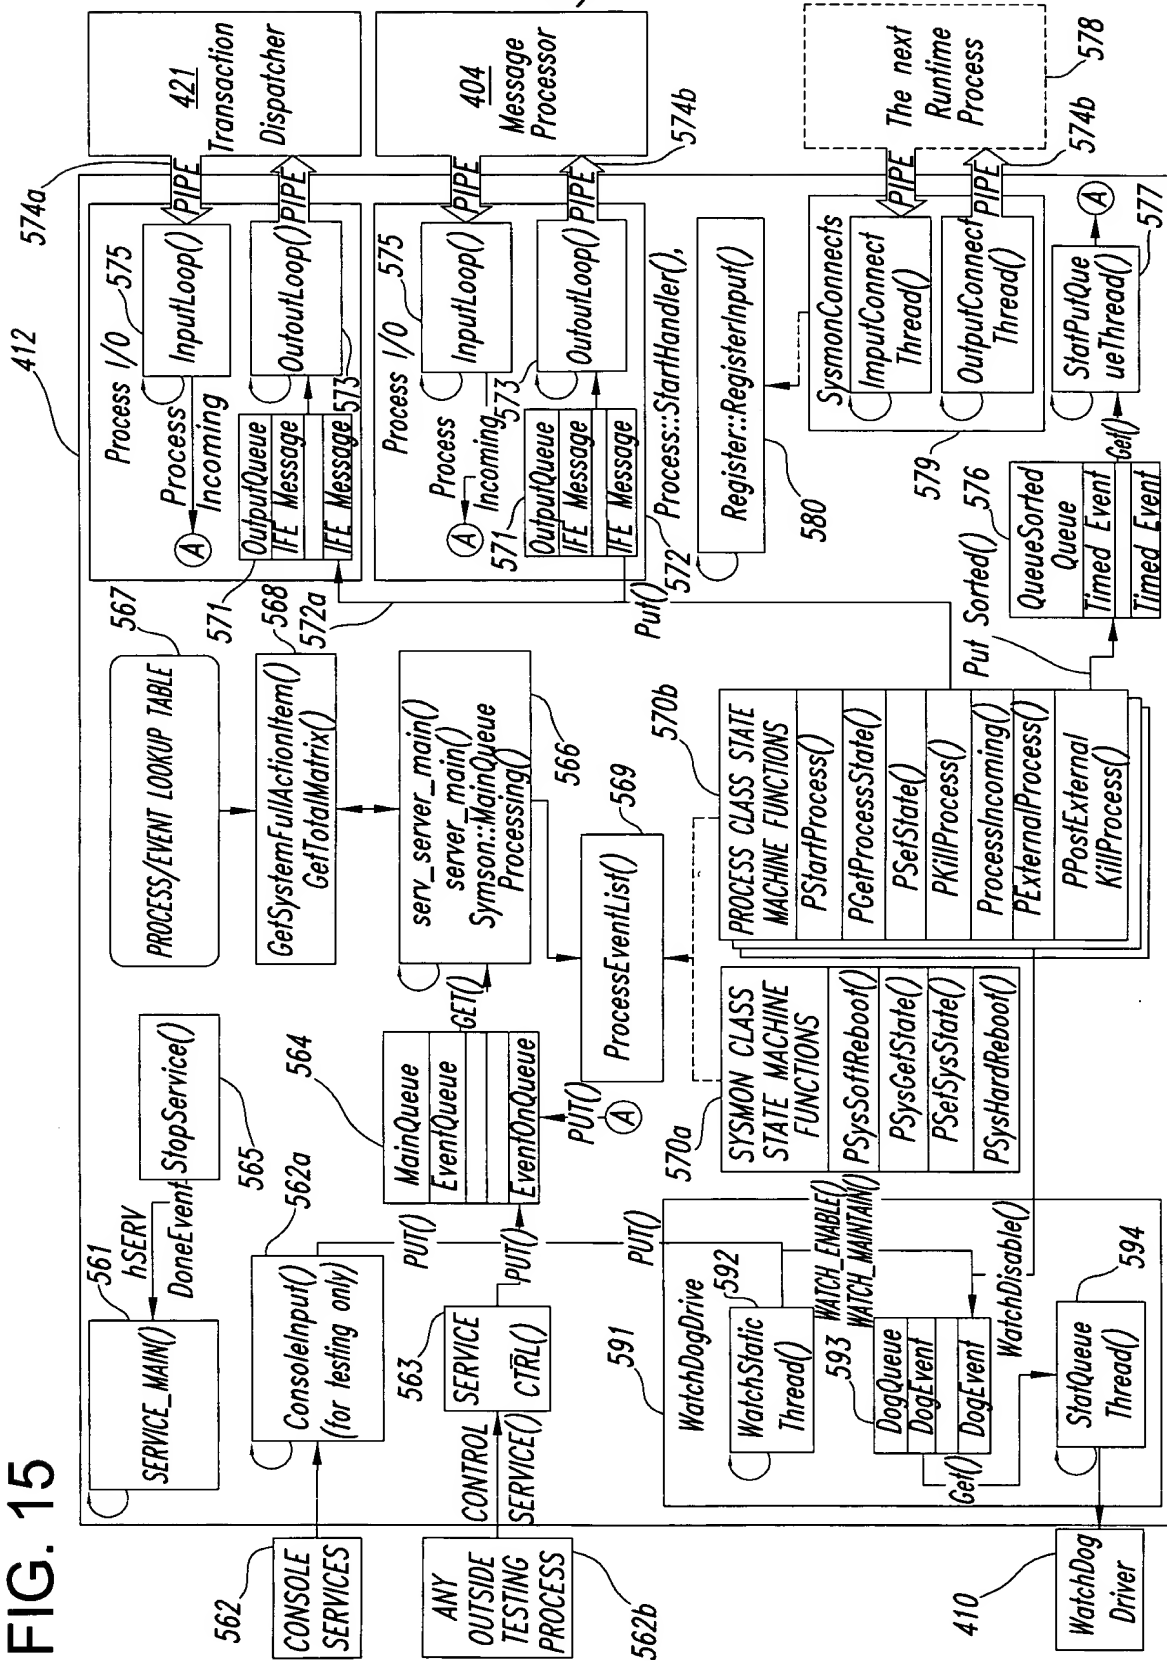 FIG. 15
412
562
CONSOLE
SERVICES
ANY
OUTSIDE
TESTING
PROCESS
562b
410
WatchDog
Driver
561
SERVICE_MAIN()
hSERV
DoneEvent
StopService()
565
562a
ConsoleInput()
(for testing only)
PUT()
563
SERVICE
CTRL()
CONTROL
SERVICE()
PUT()
564
MainQueue
EventQueue
EventOnQueue
GET()
PUT()
A
567
PROCESS/EVENT LOOKUP TABLE
568
GetSystemFullActionItem()
GetTotalMatrix()
serv_server_main()
server_main()
Symson::MainQueue
Processing()
566
569
ProcessEventList()
570a
SYSMON CLASS
STATE MACHINE
FUNCTIONS
PSysSoftReboot()
PSysGetState()
PSetSysState()
PSysHardReboot()
570b
PROCESS CLASS STATE
MACHINE FUNCTIONS
PStartProcess()
PGetProcessState()
PSetState()
PKillProcess()
ProcessIncoming()
PExternalProcess()
PPostExternal
KillProcess()
591
WatchDogDrive
592
WatchStatic
Thread()
PUT()
WATCH_ENABLE()
WATCH_MAINTAIN()
593
DogQueue
DogEvent
DogEvent
WatchDisable()
Get()
594
StatQueue
Thread()
574a
421
Transaction
Dispatcher
PIPE
PIPE
Process I/O
575
InputLoop()
Process
Incoming
A
OutoutLoop()
573
OutputQueue
IFE Message
IFE Message
571
572a
404
Message
Processor
PIPE
PIPE
574b
Process I/O
575
InputLoop()
Process
Incoming
A
573
OutoutLoop()
571
OutputQueue
IFE Message
IFE Message
572
Put()
Process::StartHandler(),
Register::RegisterInput()
580
The next
Runtime
Process
578
PIPE
PIPE
574b
SysmonConnects
ImputConnect
Thread()
OutputConnect
Thread()
579
Put Sorted()
576
QueueSorted
Queue
Timed Event
Timed Event
Get()
StatPutQue
ueThread()
577
A